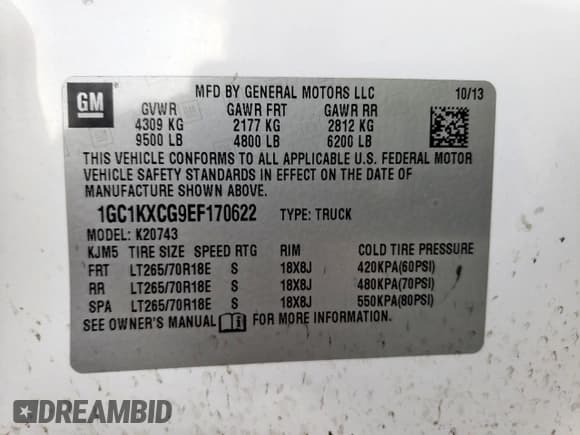 GM
MFD BY GENERAL MOTORS LLC 10/13
GVWR GAWR FRT GAWR RR
4309 KG 2177 KG 2812 KG
9500 LB 4800 LB 6200 LB
THIS VEHICLE CONFORMS TO ALL APPLICABLE U.S. FEDERAL MOTOR
VEHICLE SAFETY STANDARDS IN EFFECT ON THE DATE OF
MANUFACTURE SHOWN ABOVE.
1GC1KXCG9EF170622 TYPE: TRUCK
MODEL: K20743
KJM5 TIRE SIZE SPEED RTG RIM COLD TIRE PRESSURE
FRT LT265/70R18E S 18X8J 420KPA(60PSI)
RR LT265/70R18E S 18X8J 480KPA(70PSI)
SPA LT265/70R18E S 18X8J 550KPA(80PSI)
SEE OWNER'S MANUAL FOR MORE INFORMATION.
DREAMBID